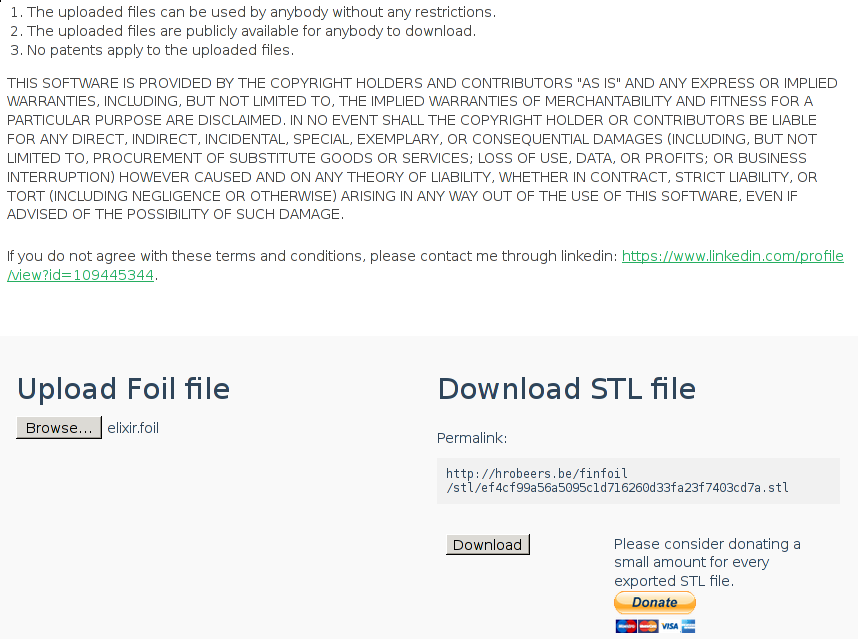 1. The uploaded files can be used by anybody without any restrictions.
2. The uploaded files are publicly available for anybody to download.
3. No patents apply to the uploaded files.
THIS SOFTWARE IS PROVIDED BY THE COPYRIGHT HOLDERS AND CONTRIBUTORS "AS IS" AND ANY EXPRESS OR IMPLIED
WARRANTIES, INCLUDING, BUT NOT LIMITED TO, THE IMPLIED WARRANTIES OF MERCHANTABILITY AND FITNESS FOR A
PARTICULAR PURPOSE ARE DISCLAIMED. IN NO EVENT SHALL THE COPYRIGHT HOLDER OR CONTRIBUTORS BE LIABLE
FOR ANY DIRECT, INDIRECT, INCIDENTAL, SPECIAL, EXEMPLARY, OR CONSEQUENTIAL DAMAGES (INCLUDING, BUT NOT
LIMITED TO, PROCUREMENT OF SUBSTITUTE GOODS OR SERVICES; LOSS OF USE, DATA, OR PROFITS; OR BUSINESS
INTERRUPTION) HOWEVER CAUSED AND ON ANY THEORY OF LIABILITY, WHETHER IN CONTRACT, STRICT LIABILITY, OR
TORT (INCLUDING NEGLIGENCE OR OTHERWISE) ARISING IN ANY WAY OUT OF THE USE OF THIS SOFTWARE, EVEN IF
ADVISED OF THE POSSIBILITY OF SUCH DAMAGE.
If you do not agree with these terms and conditions, please contact me through linkedin: https://www.linkedin.com/profile
/view?id=109445344.
Upload Foil file
Browse... elixir.foil
Download STL file
Permalink:
http://hrobeers.be/finfoil
/stl/ef4cf99a56a5095c1d716260d33fa23f7403cd7a.stl
Download
Please consider donating a
small amount for every
exported STL file.
Donate
Maestro MasterCard VISA